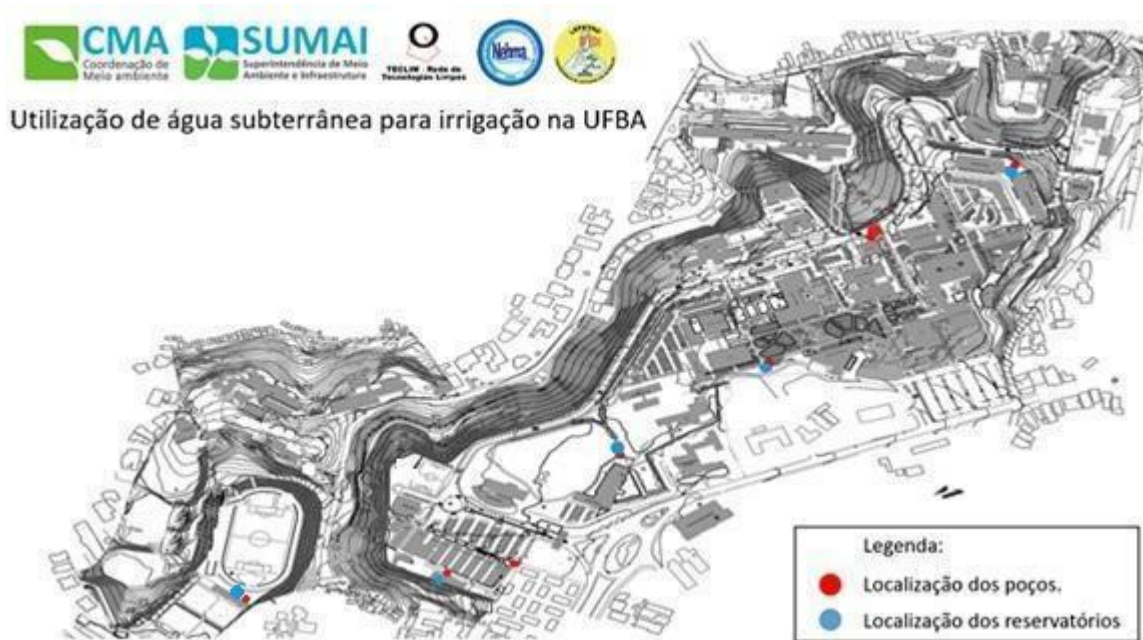 CMA
Coordenação de
Meio ambiente
SUMAI
Superintendência de Meio
Ambiente e Infraestrutura
TECLIM - Rede de
Tecnologias Limpas
Nehma
Utilização de água subterrânea para irrigação na UFBA
Legenda:
Localização dos poços.
Localização dos reservatórios